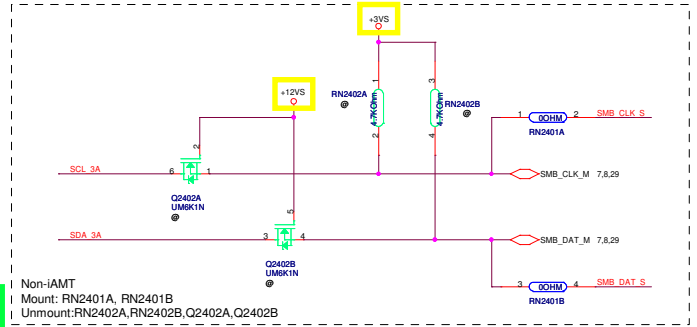 +3VS
+12VS
RN2402A
@
4.7KOhm
1
2
3
4
4.7KOhm
RN2402B
@
1
0OHM
2
SMB_CLK_S
RN2401A
2
SCL_3A
6
1
SMB_CLK_M
7,8,29
Q2402A
UM6K1N
@
5
SDA_3A
3
4
SMB_DAT_M
7,8,29
Q2402B
UM6K1N
@
3
0OHM
4
SMB_DAT_S
RN2401B
Non-iAMT
Mount: RN2401A, RN2401B
Unmount:RN2402A,RN2402B,Q2402A,Q2402B